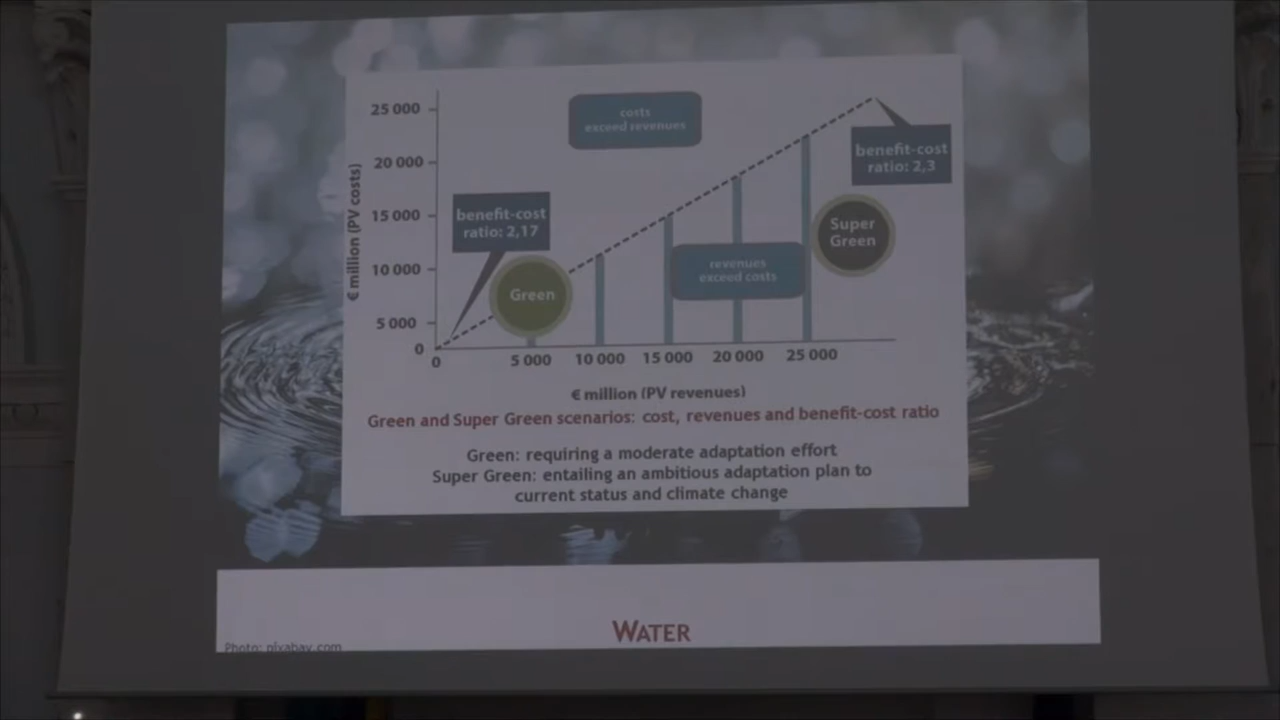 25 000
20 000
15 000
10 000
5 000
0
€ million (PV costs)
costs
exceed revenues
benefit-cost
ratio: 2,3
benefit-cost
ratio: 2,17
Super
Green
revenues
exceed costs
Green
0
5 000
10 000
15 000
20 000
25 000
€ million (PV revenues)
Green and Super Green scenarios: cost, revenues and benefit-cost ratio
Green: requiring a moderate adaptation effort
Super Green: entailing an ambitious adaptation plan to
current status and climate change
WATER
Photo: pixabay.com